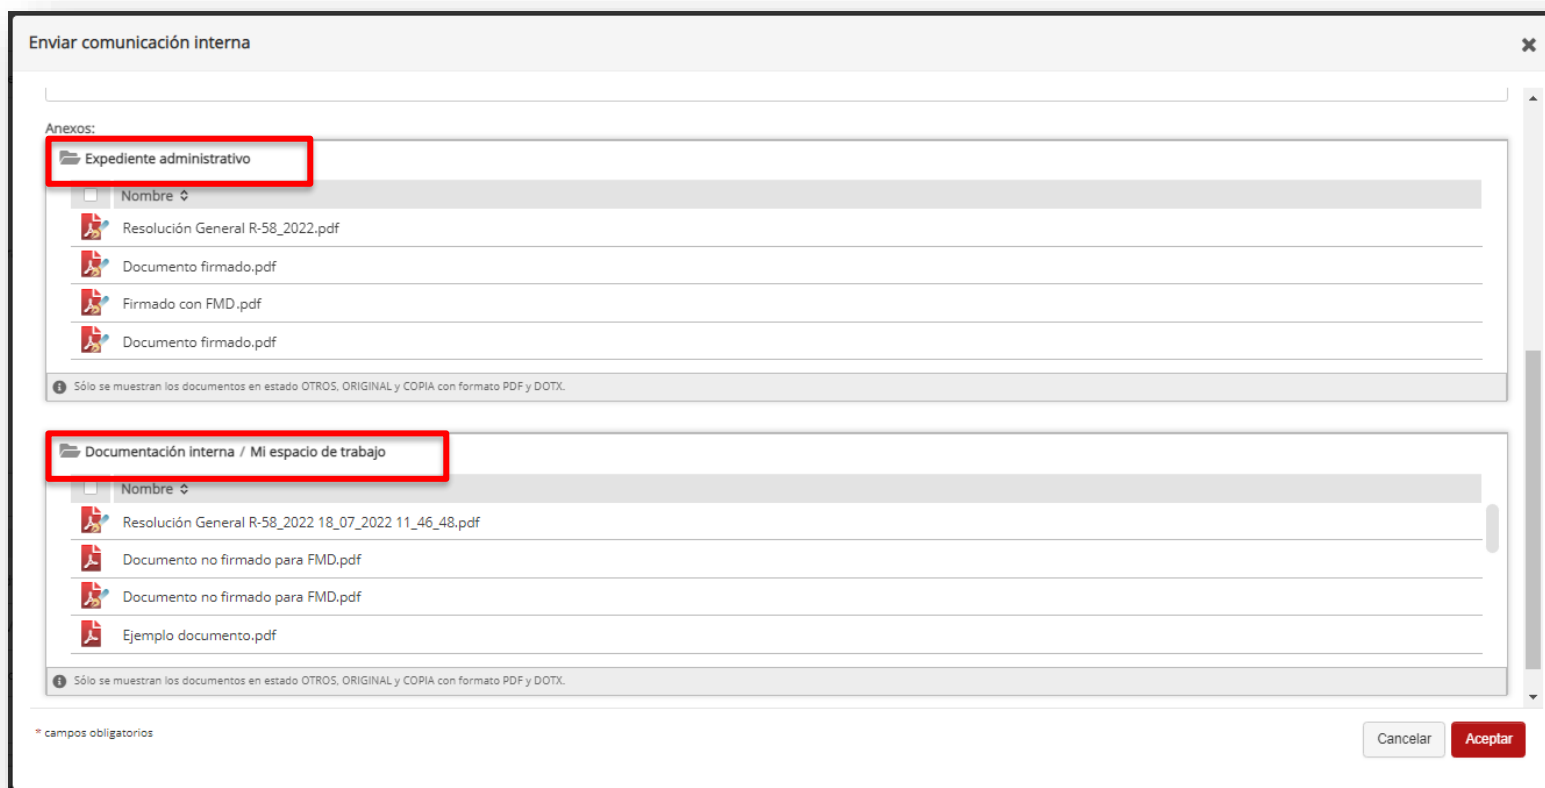 Enviar comunicación interna
Anexos:
Expediente administrativo
Nombre
Resolución General R-58_2022.pdf
Documento firmado.pdf
Firmado con FMD.pdf
Documento firmado.pdf
Sólo se muestran los documentos en estado OTROS, ORIGINAL y COPIA con formato PDF y DOTX.
Documentación interna / Mi espacio de trabajo
Nombre
Resolución General R-58_2022 18_07_2022 11_46_48.pdf
Documento no firmado para FMD.pdf
Documento no firmado para FMD.pdf
Ejemplo documento.pdf
Sólo se muestran los documentos en estado OTROS, ORIGINAL y COPIA con formato PDF y DOTX.
* campos obligatorios
Cancelar Aceptar